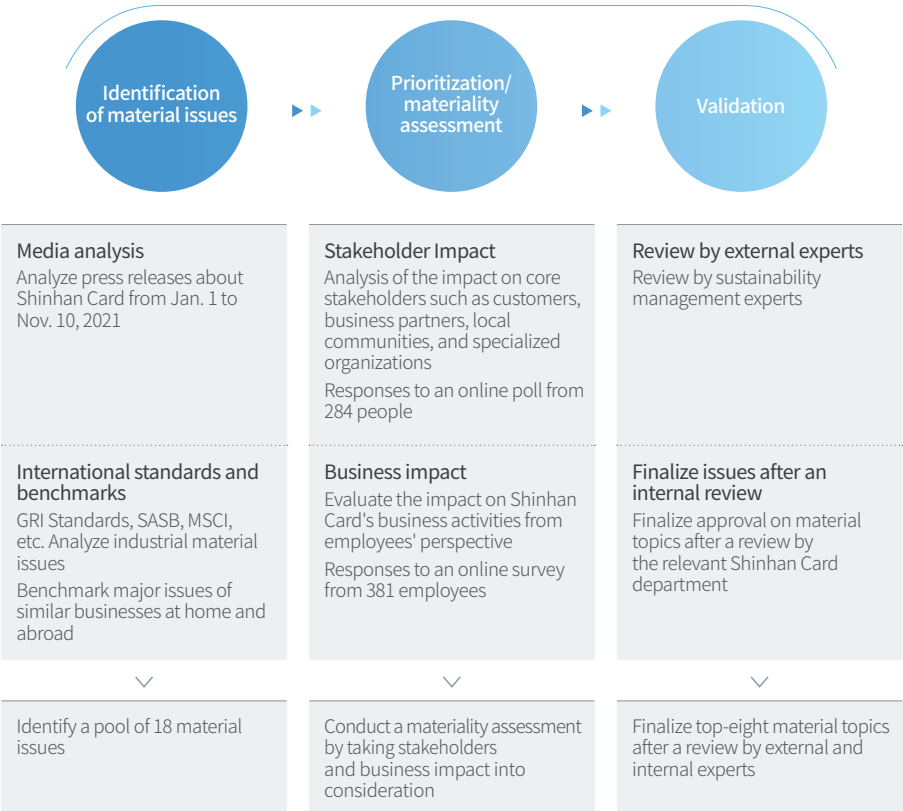 Identification
of material issues
Prioritization/
materiality
assessment
Validation
Media analysis
Analyze press releases about
Shinhan Card from Jan. 1 to
Nov. 10, 2021
International standards and
benchmarks
GRI Standards, SASB, MSCI,
etc. Analyze industrial material
issues
Benchmark major issues of
similar businesses at home and
abroad
Identify a pool of 18 material
issues
Stakeholder Impact
Analysis of the impact on core
stakeholders such as customers,
business partners, local
communities, and specialized
organizations
Responses to an online poll from
284 people
Business impact
Evaluate the impact on Shinhan
Card's business activities from
employees' perspective
Responses to an online survey
from 381 employees
Conduct a materiality assessment
by taking stakeholders
and business impact into
consideration
Review by external experts
Review by sustainability
management experts
Finalize issues after an
internal review
Finalize approval on material
topics after a review by
the relevant Shinhan Card
department
Finalize top-eight material topics
after a review by external and
internal experts